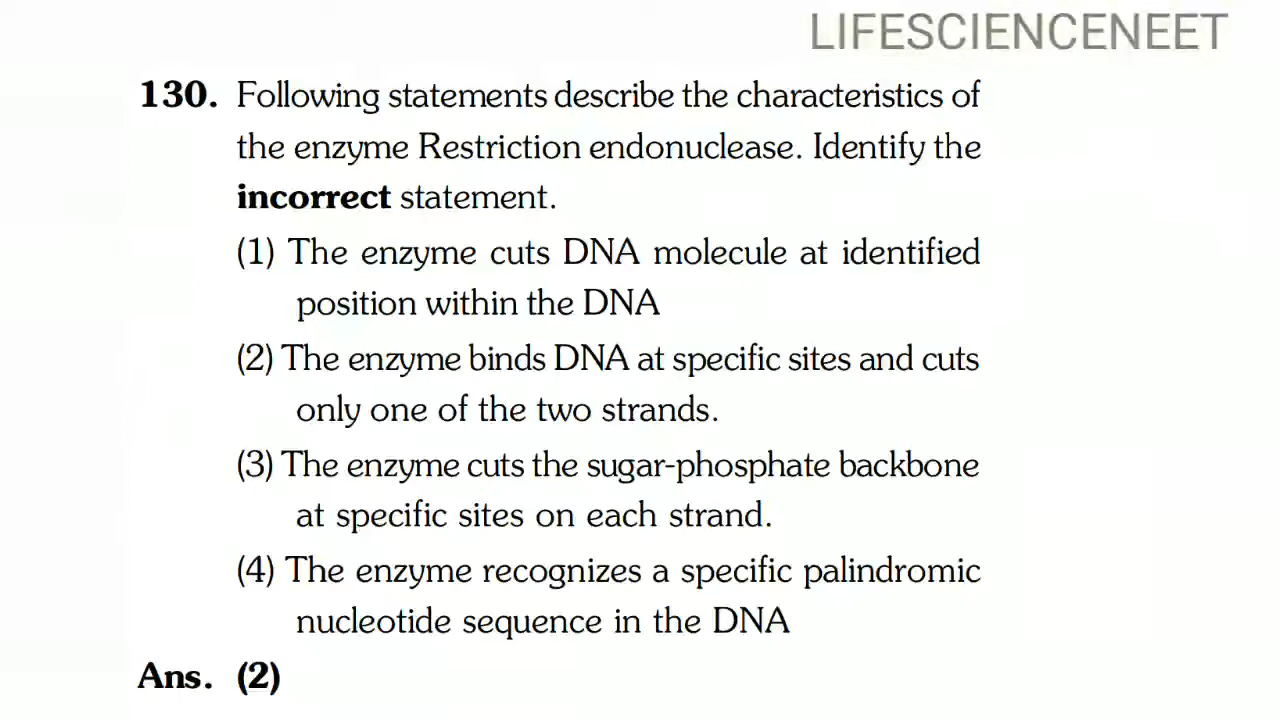 LIFESCIENCENEET
130. Following statements describe the characteristics of
the enzyme Restriction endonuclease. Identify the
incorrect statement.
(1) The enzyme cuts DNA molecule at identified
position within the DNA
(2) The enzyme binds DNA at specific sites and cuts
only one of the two strands.
(3) The enzyme cuts the sugar-phosphate backbone
at specific sites on each strand.
(4) The enzyme recognizes a specific palindromic
nucleotide sequence in the DNA
Ans. (2)